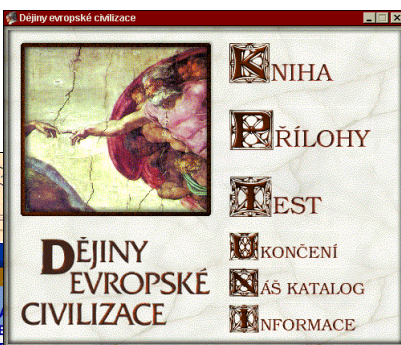 Dějiny evropské civilizace
KNIHA
PŘÍLOHY
TEST
UKONČENÍ
NÁŠ KATALOG
INFORMACE
DĚJINY
EVROPSKÉ
CIVILIZACE